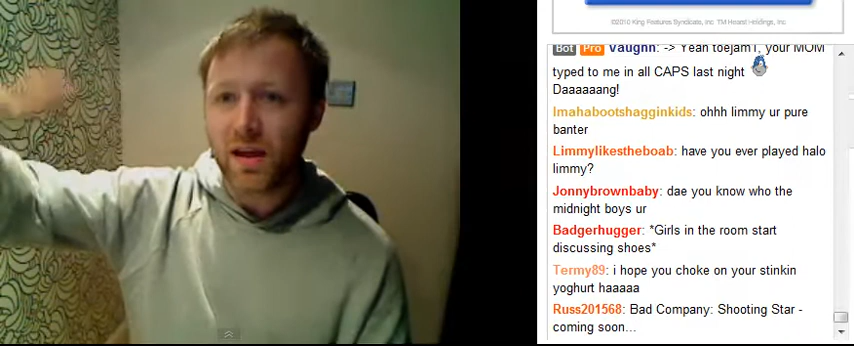 ©2010 King Features Syndicate, Inc. TM Hearst Holdings, Inc.
Bot Pro Vaughn: -> Yeah toejam1, your MOM
typed to me in all CAPS last night
Daaaaaang!
Imahabootshagginkids: ohhh limmy ur pure
banter
Limmylikestheboab: have you ever played halo
limmy?
Jonnybrownbaby: dae you know who the
midnight boys ur
Badgerhugger: *Girls in the room start
discussing shoes*
Termy89: i hope you choke on your stinkin
yoghurt haaaaa
Russ201568: Bad Company: Shooting Star -
coming soon...